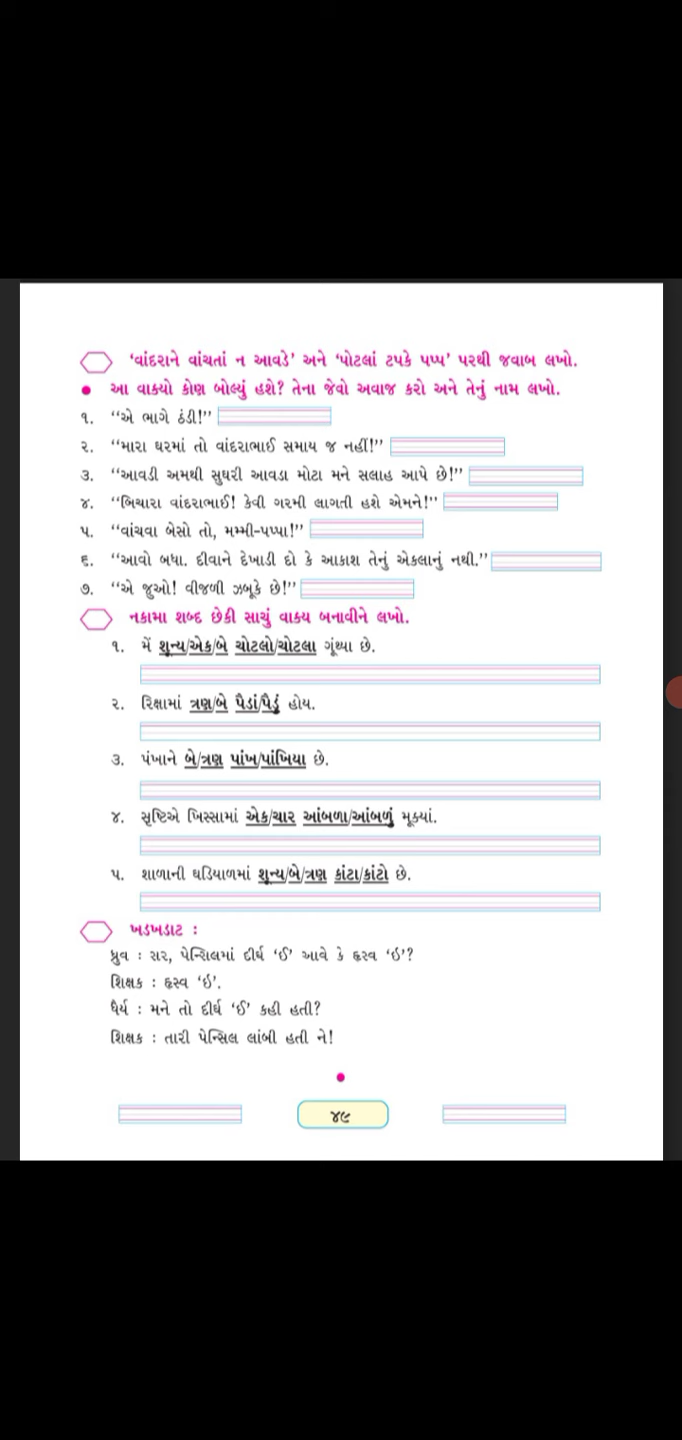 ‘વાંદરાને વાંચતાં ન આવડે’ અને ‘પોટલાં ટપકે પપ્પ’ પરથી જવાબ લખો.
● આ વાક્યો કોણ બોલ્યું હશે? તેના જેવો અવાજ કરો અને તેનું નામ લખો.
૧. “એ ભાગે ઠંડી!”
૨. “મારા ઘરમાં તો વાંદરાભાઈ સમાય જ નહીં!”
૩. “આવડી અમથી સુઘરી આવડા મોટા મને સલાહ આપે છે!”
૪. “બિચારા વાંદરાભાઈ! કેવી ગરમી લાગતી હશે એમને!”
૫. “વાંચવા બેસો તો, મમ્મી-પપ્પા!”
૬. “આવો બધા. દીવાને દેખાડી દો કે આકાશ તેનું એકલાનું નથી.”
૭. “એ જુઓ! વીજળી ઝબૂકે છે!”
નકામા શબ્દ છેકી સાચું વાક્ય બનાવીને લખો.
૧. મેં શૂન્ય/એક/બે ચોટલો/ચોટલા ગૂંથ્યા છે.
૨. રિક્ષામાં ત્રણ/બે પૈડાં/પૈડું હોય.
૩. પંખાને બે/ત્રણ પાંખ/પાંખિયા છે.
૪. સૃષ્ટિએ ખિસ્સામાં એક/ચાર આંબળા/આંબળું મૂક્યાં.
૫. શાળાની ઘડિયાળમાં શૂન્ય/બે/ત્રણ કાંટા/કાંટો છે.
ખડખડાટ :
ધ્રુવ : સર, પેન્સિલમાં દીર્ઘ ‘ઈ’ આવે કે હ્રસ્વ ‘ઇ’?
શિક્ષક : હ્રસ્વ ‘ઇ’.
ધૈર્ય : મને તો દીર્ઘ ‘ઈ’ કહી હતી?
શિક્ષક : તારી પેન્સિલ લાંબી હતી ને!
૪૯